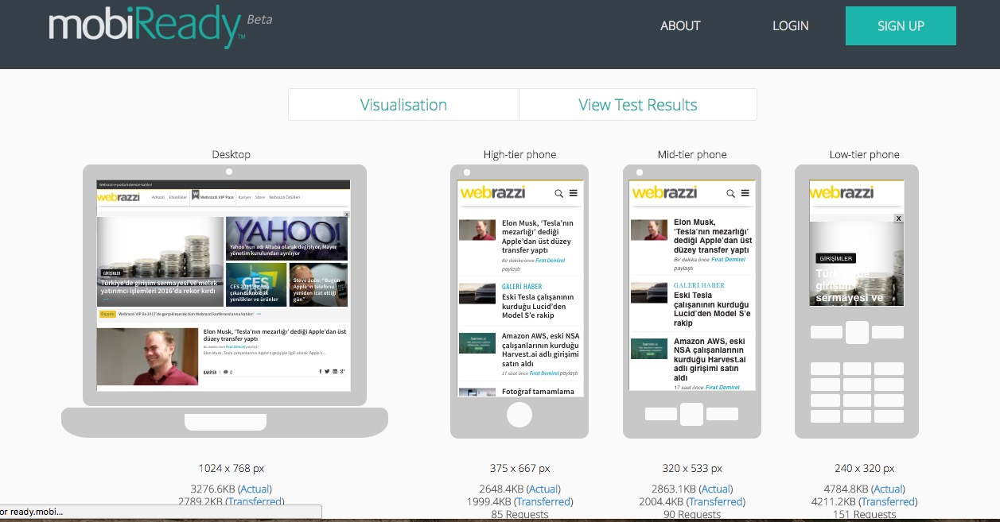 mobiReady™ Beta
ABOUT
LOGIN
SIGN UP
Visualisation
View Test Results
Desktop
High-tier phone
Mid-tier phone
Low-tier phone
Webrazzi e-posta listemize katılın!
webrazzi
Adrazzi
Etkinlikler
W
Webrazzi VIP Pass
Kariyer
Store
Webrazzi Ödülleri
x
GİRİŞİMLER
Türkiye'de girişim sermayesi ve melek
yatırımcı işlemleri 2016'da rekor kırdı
YAHOO!
Yahoo'nun adı Altaba olarak değişiyor, Mayer
yönetim kurulundan ayrılıyor
CES
CES 2017'de öne
çıkan teknolojik
yenilikler ve ürünler
Steve Jobs: "Bugün
Apple'ın telefonu
yeniden icat ettiği
gün"
Duyuru
Webrazzi VIP ile 2017'de gerçekleşecek tüm Webrazzi konferanslarına katılın!
Elon Musk, 'Tesla'nın mezarlığı' dediği Apple'dan üst
düzey transfer yaptı
Bir dakika önce Fırat Demirel paylaştı
Elon Musk, Tesla çalışanlarının Apple'a geçişiyle ilgili olarak 'Apple'a...
KARİYER | 0
webrazzi
Elon Musk, 'Tesla'nın
mezarlığı' dediği
Apple'dan üst düzey
transfer yaptı
Bir dakika önce Fırat Demirel
paylaştı
GALERİ HABER
Eski Tesla çalışanının
kurduğu Lucid'den
Model S'e rakip
Amazon AWS, eski NSA
çalışanlarının kurduğu
Harvest.ai adlı girişimi
satın aldı
17 saat önce Fırat Demirel paylaştı
Fotoğraf tamamlama
webrazzi
Elon Musk,
'Tesla'nın mezarlığı'
dediği Apple'dan üst
düzey transfer yaptı
Bir dakika önce Fırat Demirel
paylaştı
GALERİ HABER
Eski Tesla
çalışanının kurduğu
Lucid'den Model S'e
rakip
Amazon AWS, eski
NSA çalışanlarının
kurduğu Harvest.ai
adlı girişimi satın
aldı
17 saat önce Fırat Demirel
webrazzi
X
GİRİŞİMLER
Türkiye'de
girişim
sermayesi ve
1024 x 768 px
3276.6KB (Actual)
2789.2KB (Transferred)
375 x 667 px
2648.4KB (Actual)
1999.4KB (Transferred)
85 Requests
320 x 533 px
2863.1KB (Actual)
2004.4KB (Transferred)
90 Requests
240 x 320 px
4784.8KB (Actual)
4211.2KB (Transferred)
151 Requests
or ready.mobi...